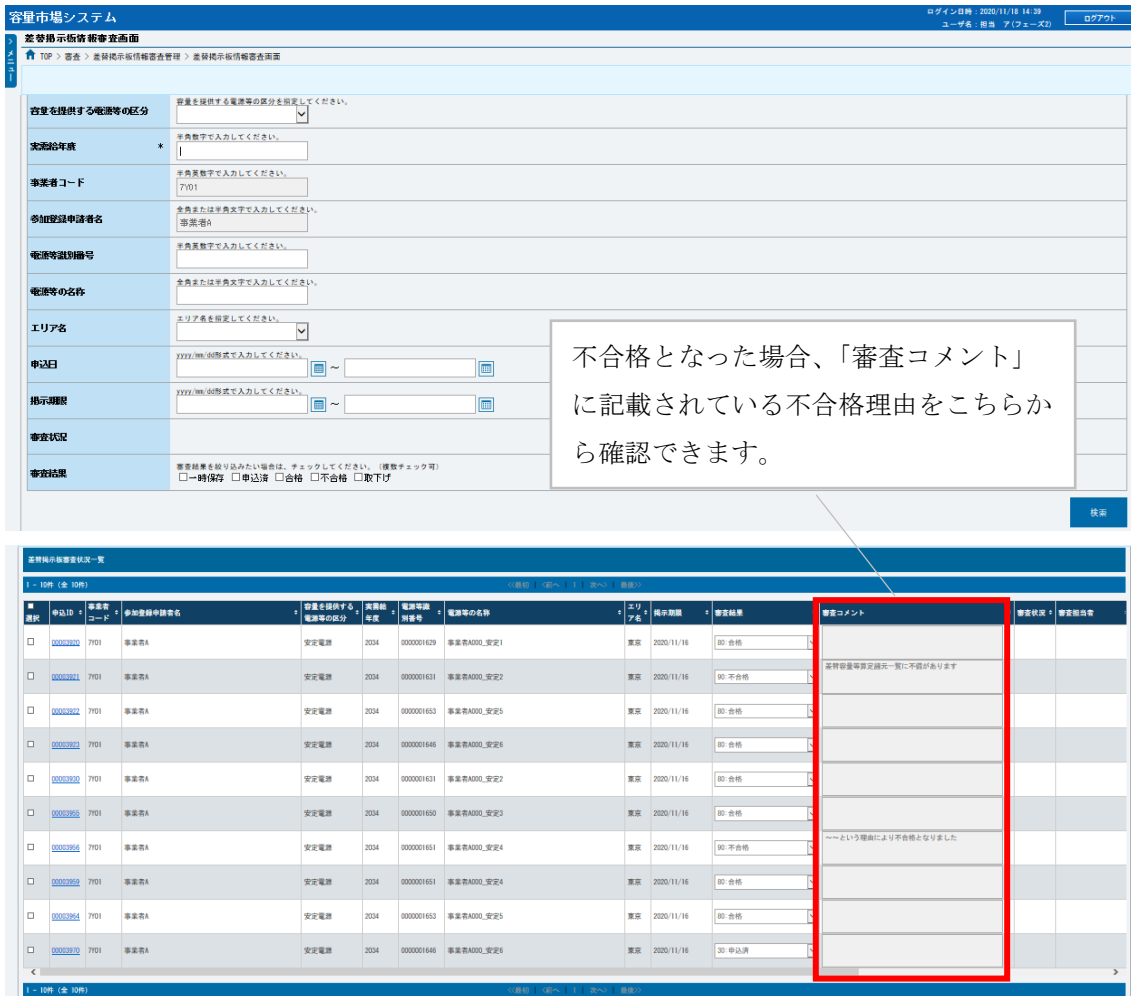 容量市場システム
ログイン日時：2020/11/18 14:39
ユーザ名：担当　ア(フェーズ2)
ログアウト
> メニュー
差替掲示板情報審査画面
TOP > 審査 > 差替掲示板情報審査管理 > 差替掲示板情報審査画面
容量を提供する電源等の区分
容量を提供する電源等の区分を指定してください。
実需給年度 *
半角数字で入力してください。
事業者コード
半角英数字で入力してください。
7Y01
参加登録申請者名
全角または半角文字で入力してください。
事業者A
電源等識別番号
半角英数字で入力してください。
電源等の名称
全角または半角文字で入力してください。
エリア名
エリア名を指定してください。
申込日
yyyy/mm/dd形式で入力してください。
～
掲示期限
yyyy/mm/dd形式で入力してください。
～
審査状況
審査結果
審査結果を絞り込みたい場合は、チェックしてください。（複数チェック可）
□一時保存 □申込済 □合格 □不合格 □取下げ
検索
不合格となった場合、「審査コメント」
に記載されている不合格理由をこちらか
ら確認できます。
差替掲示板審査状況一覧
1 - 10件 (全 10件) <<最初 | <前へ | 1 | 次へ> | 最後>>
選択 申込ID 事業者コード 参加登録申請者名 容量を提供する電源等の区分 実需給年度 電源等識別番号 電源等の名称 エリア名 掲示期限 審査結果 審査コメント 審査状況 審査担当者
00003920 7Y01 事業者A 安定電源 2034 0000001629 事業者A000_安定1 東京 2020/11/16 80:合格
00003921 7Y01 事業者A 安定電源 2034 0000001631 事業者A000_安定2 東京 2020/11/16 90:不合格 差替容量等算定諸元一覧に不備があります
00003922 7Y01 事業者A 安定電源 2034 0000001653 事業者A000_安定5 東京 2020/11/16 80:合格
00003923 7Y01 事業者A 安定電源 2034 0000001646 事業者A000_安定6 東京 2020/11/16 80:合格
00003930 7Y01 事業者A 安定電源 2034 0000001631 事業者A000_安定2 東京 2020/11/16 80:合格
00003955 7Y01 事業者A 安定電源 2034 0000001650 事業者A000_安定3 東京 2020/11/16 80:合格
00003956 7Y01 事業者A 安定電源 2034 0000001651 事業者A000_安定4 東京 2020/11/16 90:不合格 ～～という理由により不合格となりました
00003959 7Y01 事業者A 安定電源 2034 0000001651 事業者A000_安定4 東京 2020/11/16 80:合格
00003964 7Y01 事業者A 安定電源 2034 0000001653 事業者A000_安定5 東京 2020/11/16 80:合格
00003970 7Y01 事業者A 安定電源 2034 0000001646 事業者A000_安定6 東京 2020/11/16 30:申込済
1 - 10件 (全 10件) <<最初 | <前へ | 1 | 次へ> | 最後>>